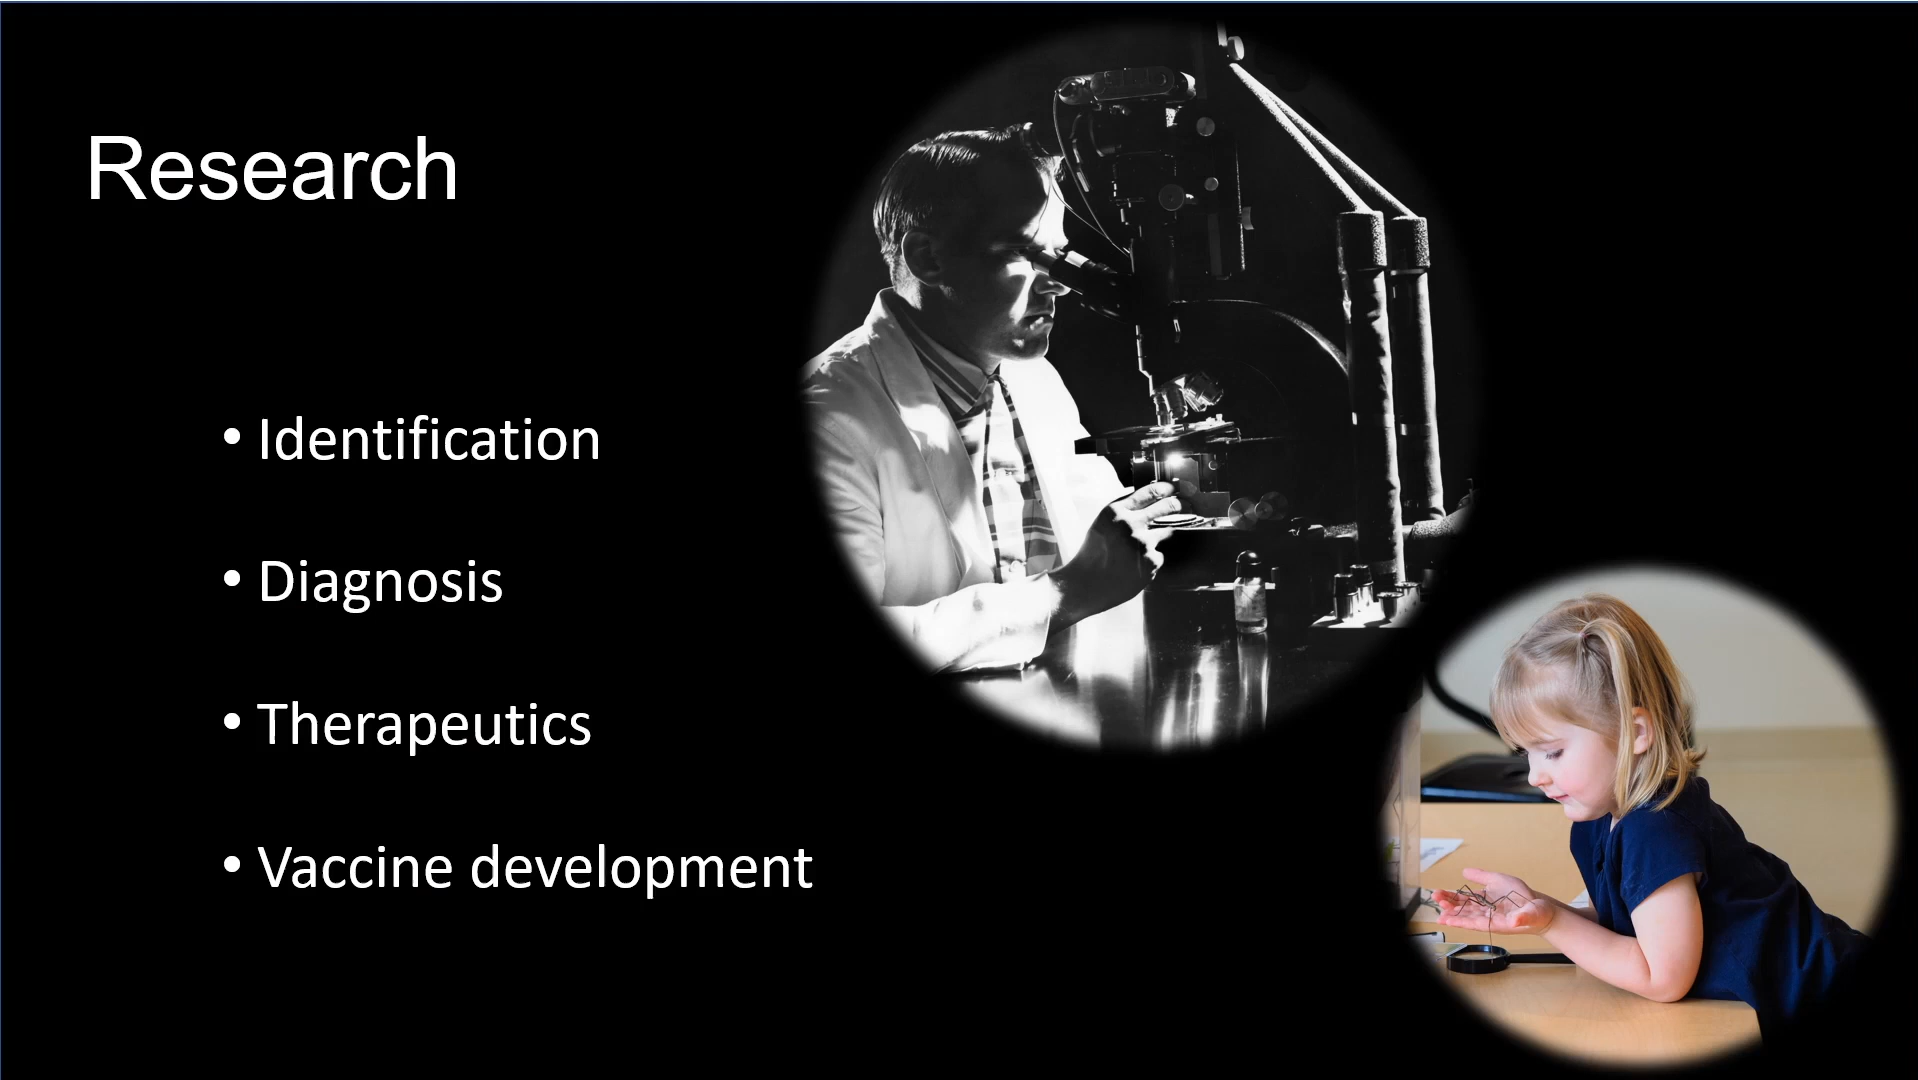 Research
• Identification
• Diagnosis
• Therapeutics
• Vaccine development